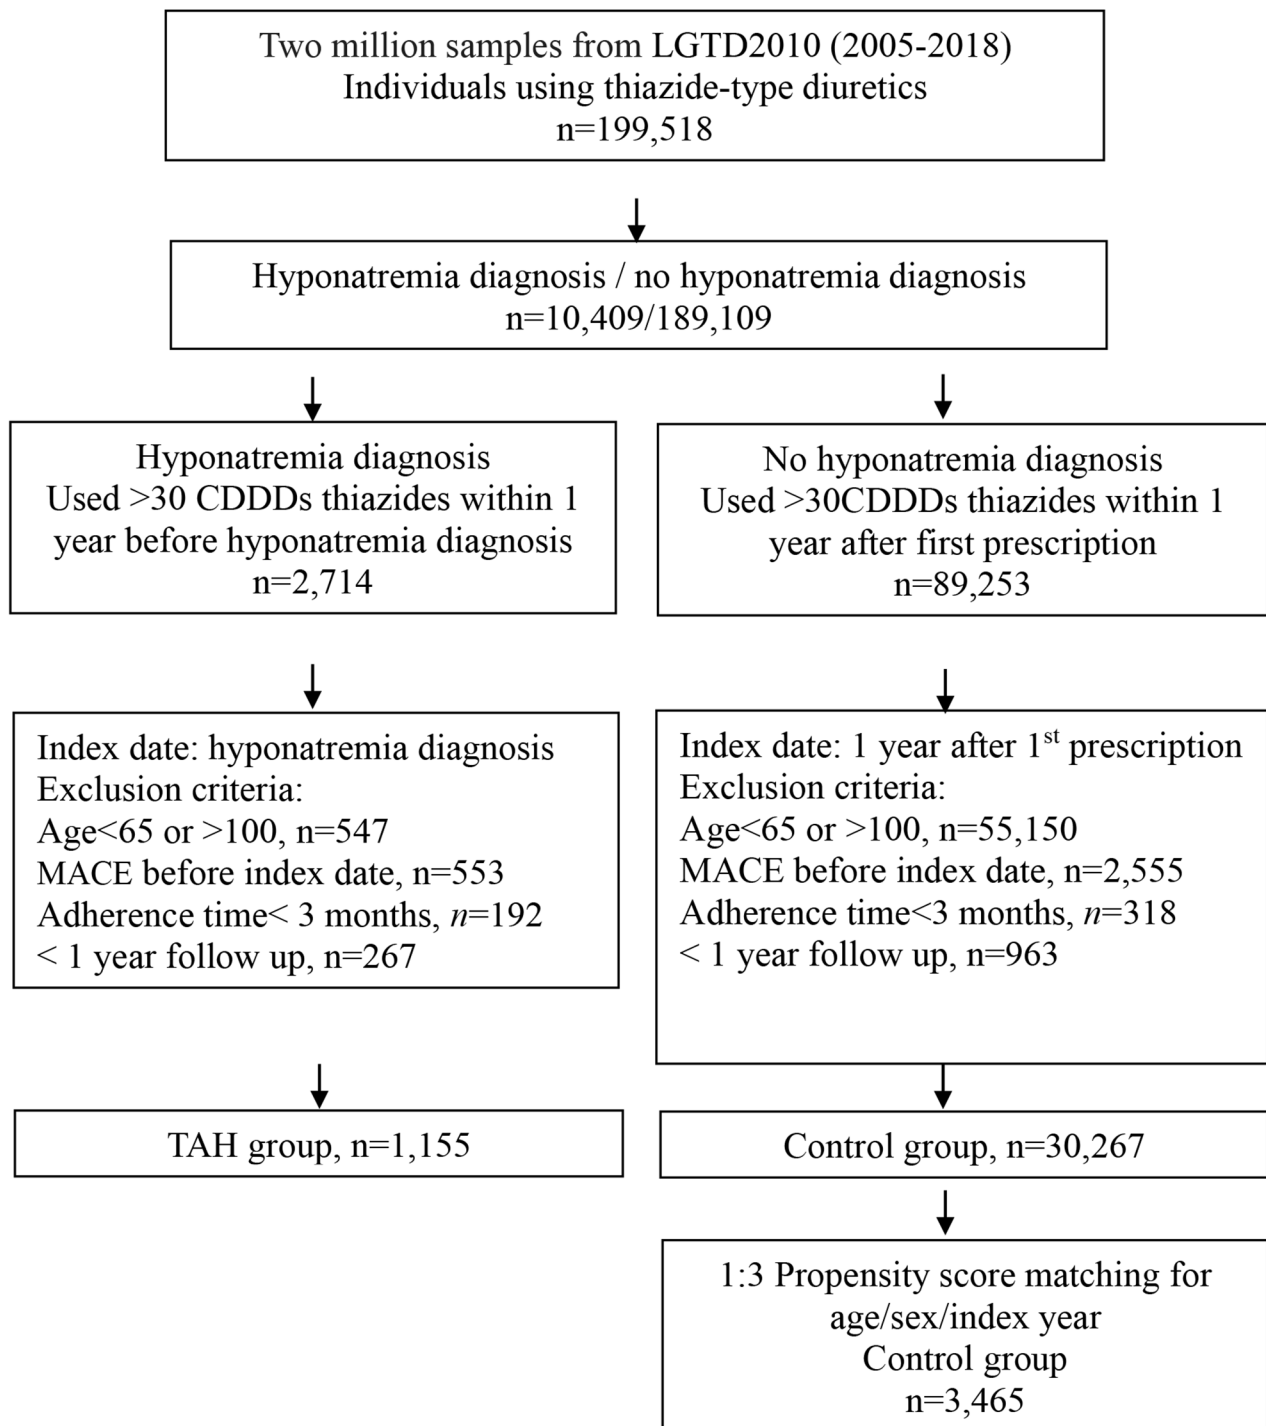 Two million samples from LGTD2010 (2005-2018)
Individuals using thiazide-type diuretics
n=199,518
Hyponatremia diagnosis / no hyponatremia diagnosis
n=10,409/189,109
Hyponatremia diagnosis
Used >30 CDDDs thiazides within 1
year before hyponatremia diagnosis
n=2,714
No hyponatremia diagnosis
Used >30CDDDs thiazides within 1
year after first prescription
n=89,253
Index date: hyponatremia diagnosis
Exclusion criteria:
Age<65 or >100, n=547
MACE before index date, n=553
Adherence time< 3 months, n=192
< 1 year follow up, n=267
Index date: 1 year after 1st prescription
Exclusion criteria:
Age<65 or >100, n=55,150
MACE before index date, n=2,555
Adherence time<3 months, n=318
< 1 year follow up, n=963
TAH group, n=1,155
Control group, n=30,267
1:3 Propensity score matching for
age/sex/index year
Control group
n=3,465